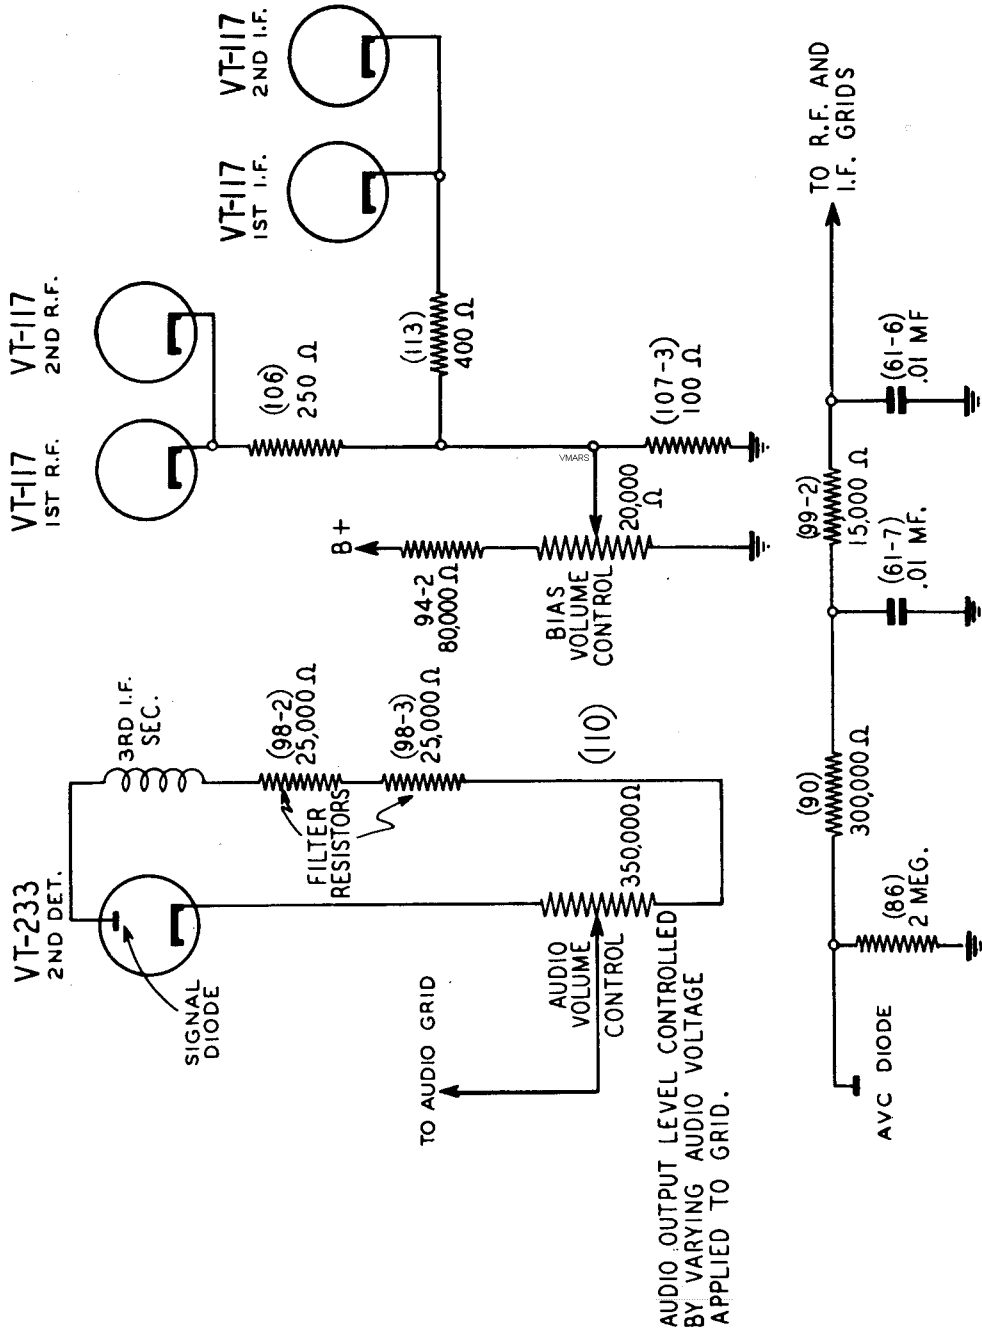 VT-233
2ND DET.
SIGNAL
DIODE
3RD I.F.
SEC.
(98-2)
25,000 Ω
(98-3)
25,000 Ω
FILTER
RESISTORS
TO AUDIO GRID
AUDIO
VOLUME
CONTROL
350,000Ω
(110)
AUDIO OUTPUT LEVEL CONTROLLED
BY VARYING AUDIO VOLTAGE
APPLIED TO GRID.
VT-117
1ST R.F.
VT-117
2ND R.F.
VT-117
1ST I.F.
VT-117
2ND I.F.
(106)
250 Ω
(113)
400 Ω
B+
94-2
80,000Ω
BIAS
VOLUME
CONTROL
20,000
Ω
VMARS
(107-3)
100 Ω
AVC DIODE
(86)
2 MEG.
(90)
300,000Ω
(61-7)
.01 MF.
(99-2)
15,000 Ω
(61-6)
.01 MF
TO R.F. AND
I.F. GRIDS